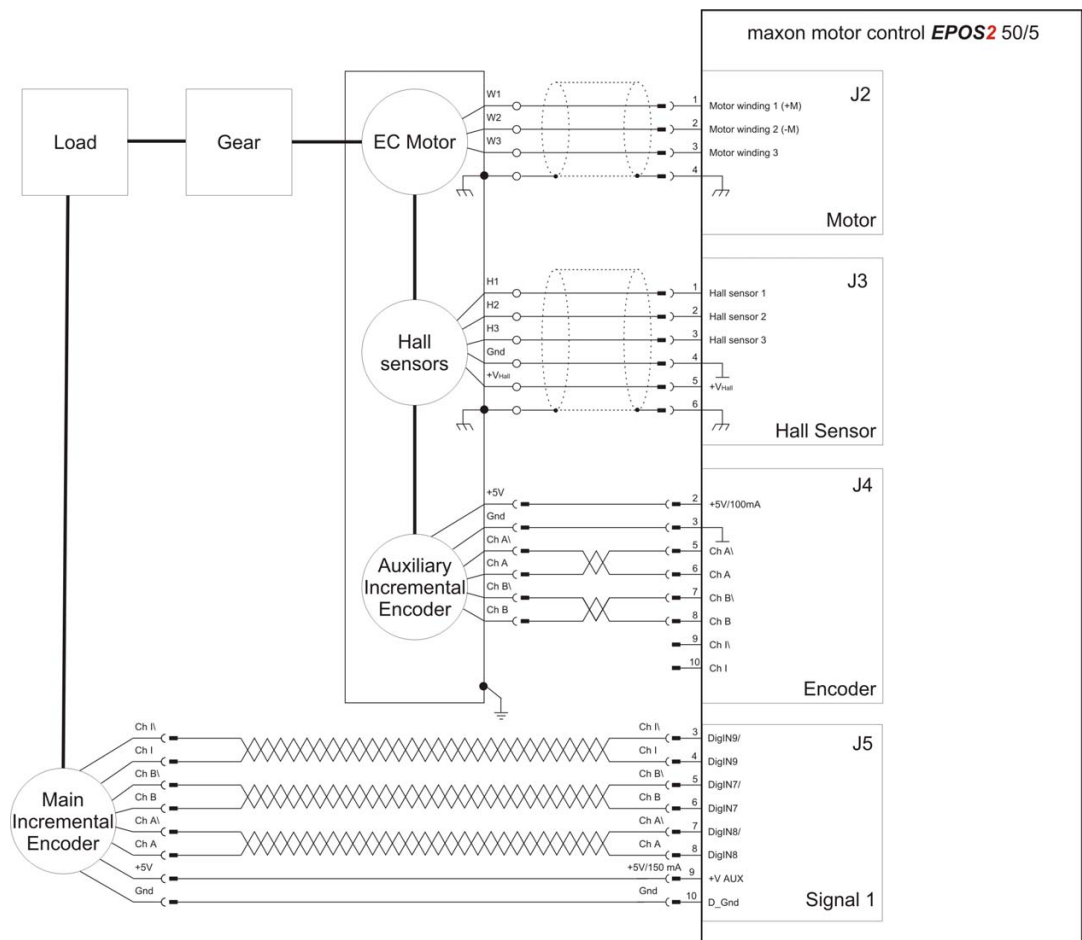 maxon motor control EPOS2 50/5
Load
Gear
EC Motor
W1
W2
W3
1
2
3
4
Motor winding 1 (+M)
Motor winding 2 (-M)
Motor winding 3
J2
Motor
Hall
sensors
H1
H2
H3
Gnd
+VHall
1
2
3
4
5
6
Hall sensor 1
Hall sensor 2
Hall sensor 3
+VHall
J3
Hall Sensor
Auxiliary
Incremental
Encoder
+5V
Gnd
Ch A\
Ch A
Ch B\
Ch B
2
3
5
6
7
8
9
10
+5V/100mA
Ch A\
Ch A
Ch B\
Ch B
Ch I\
Ch I
J4
Encoder
Main
Incremental
Encoder
Ch I\
Ch I
Ch B\
Ch B
Ch A\
Ch A
+5V
Gnd
Ch I\
Ch I
Ch B\
Ch B
Ch A\
Ch A
+5V/150 mA
Gnd
3
4
5
6
7
8
9
10
DigIN9/
DigIN9
DigIN7/
DigIN7
DigIN8/
DigIN8
+V AUX
D_Gnd
J5
Signal 1